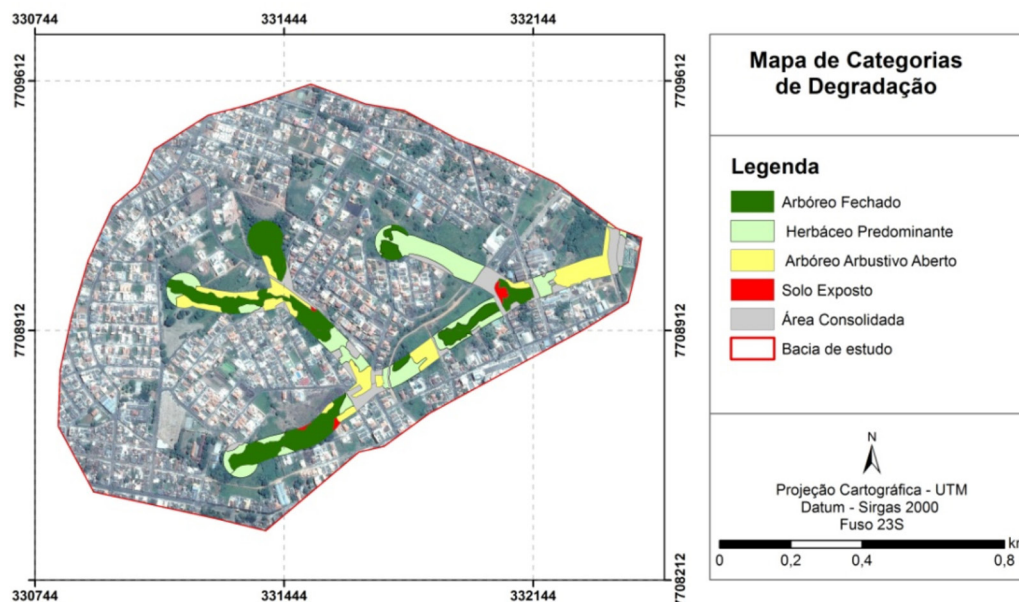 330744
331444
332144
7709612
7709612
7708912
7708912
7708212
330744
331444
332144
7708212
Mapa de Categorias
de Degradação
Legenda
Arbóreo Fechado
Herbáceo Predominante
Arbóreo Arbustivo Aberto
Solo Exposto
Área Consolidada
Bacia de estudo
N
Projeção Cartográfica - UTM
Datum - Sirgas 2000
Fuso 23S
km
0 0,2 0,4 0,8